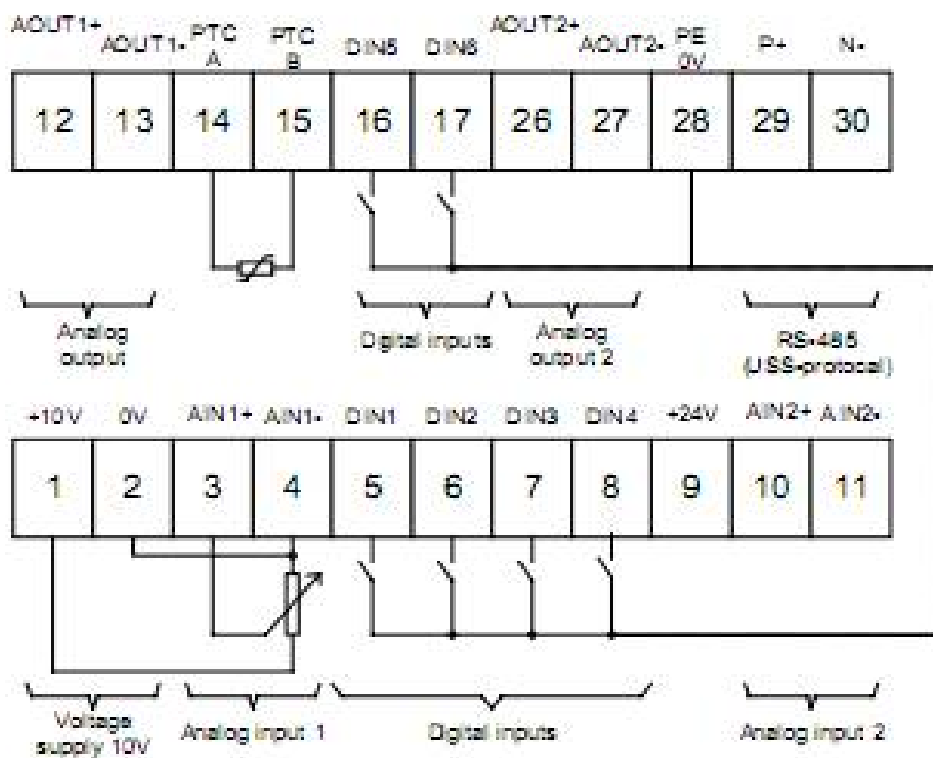 AOUT1+ AOUT1- PTC A PTC B DIN5 DIN6 AOUT2+ AOUT2- PE 0V P+ N-
12 13 14 15 16 17 26 27 28 29 30
Analog output
Digital inputs
Analog output 2
RS-485 (USS-protocol)
+10V 0V AIN1+ AIN1- DIN1 DIN2 DIN3 DIN4 +24V AIN2+ AIN2-
1 2 3 4 5 6 7 8 9 10 11
Voltage supply 10V
Analog input 1
Digital inputs
Analog input 2